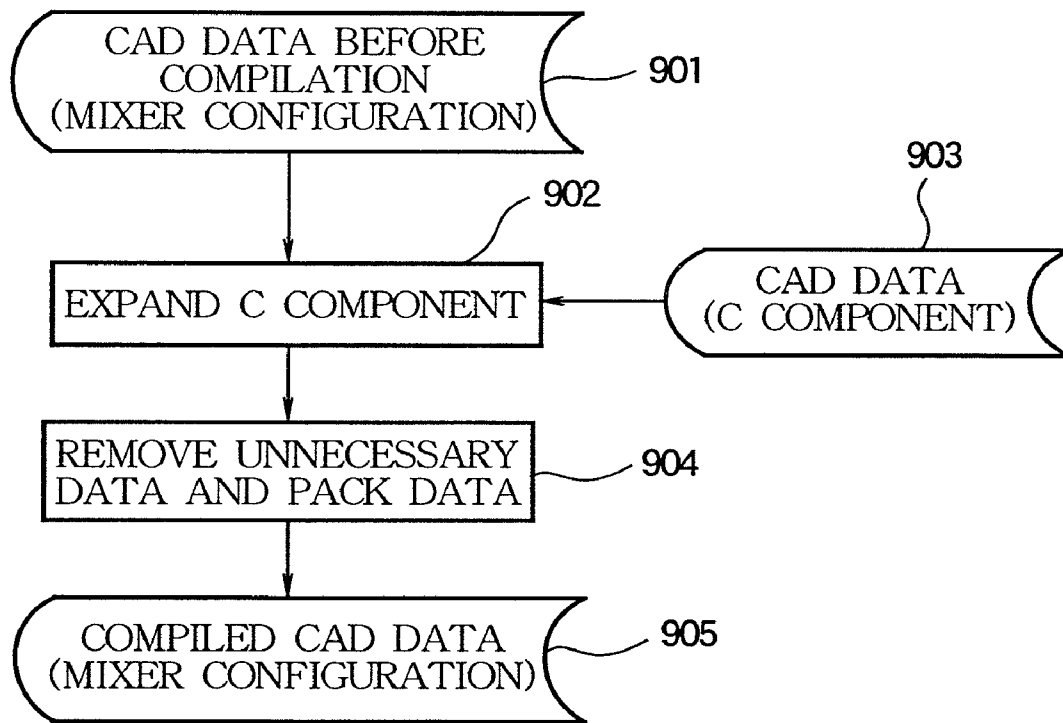 CAD DATA BEFORE
COMPILATION
(MIXER CONFIGURATION)
901
902
903
EXPAND C COMPONENT
CAD DATA
(C COMPONENT)
REMOVE UNNECESSARY
DATA AND PACK DATA
904
COMPILED CAD DATA
(MIXER CONFIGURATION)
905